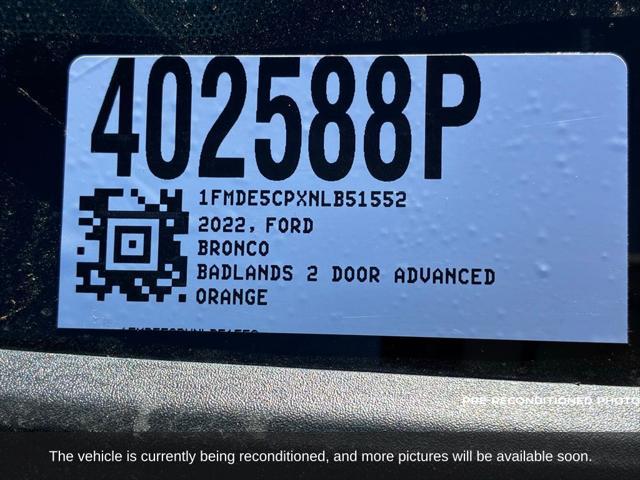 402588P
1FMDE5CPXNLB51552
2022, FORD
BRONCO
BADLANDS 2 DOOR ADVANCED
ORANGE
PRE-RECONDITIONED PHOTO
The vehicle is currently being reconditioned, and more pictures will be available soon.